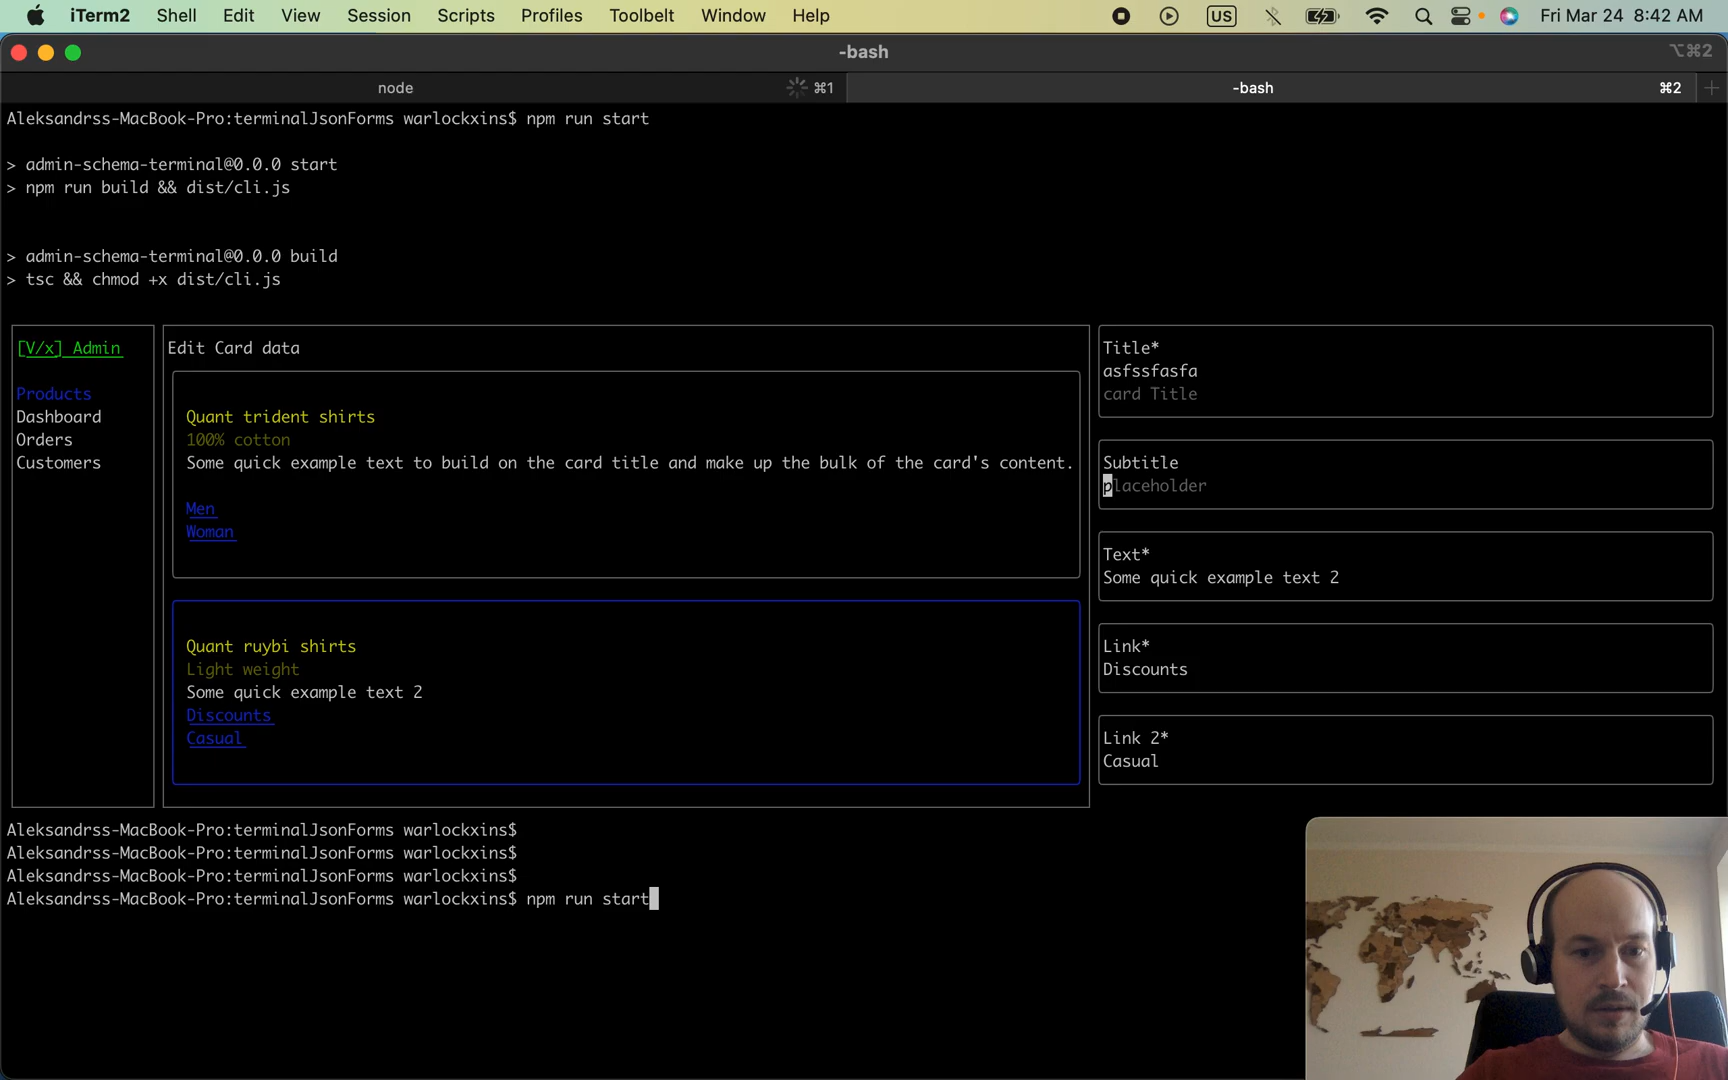 iTerm2 Shell Edit View Session Scripts Profiles Toolbelt Window Help US Fri Mar 24 8:42 AM
-bash ⌥⌘2
node ⌘1 -bash ⌘2 +
Aleksandrss-MacBook-Pro:terminalJsonForms warlockxins$ npm run start
> admin-schema-terminal@0.0.0 start
> npm run build && dist/cli.js
> admin-schema-terminal@0.0.0 build
> tsc && chmod +x dist/cli.js
[V/x] Admin
Products
Dashboard
Orders
Customers
Edit Card data
Quant trident shirts
100% cotton
Some quick example text to build on the card title and make up the bulk of the card's content.
Men
Woman
Quant ruybi shirts
Light weight
Some quick example text 2
Discounts
Casual
Title*
asfssfasfa
card Title
Subtitle
placeholder
Text*
Some quick example text 2
Link*
Discounts
Link 2*
Casual
Aleksandrss-MacBook-Pro:terminalJsonForms warlockxins$
Aleksandrss-MacBook-Pro:terminalJsonForms warlockxins$
Aleksandrss-MacBook-Pro:terminalJsonForms warlockxins$
Aleksandrss-MacBook-Pro:terminalJsonForms warlockxins$ npm run start